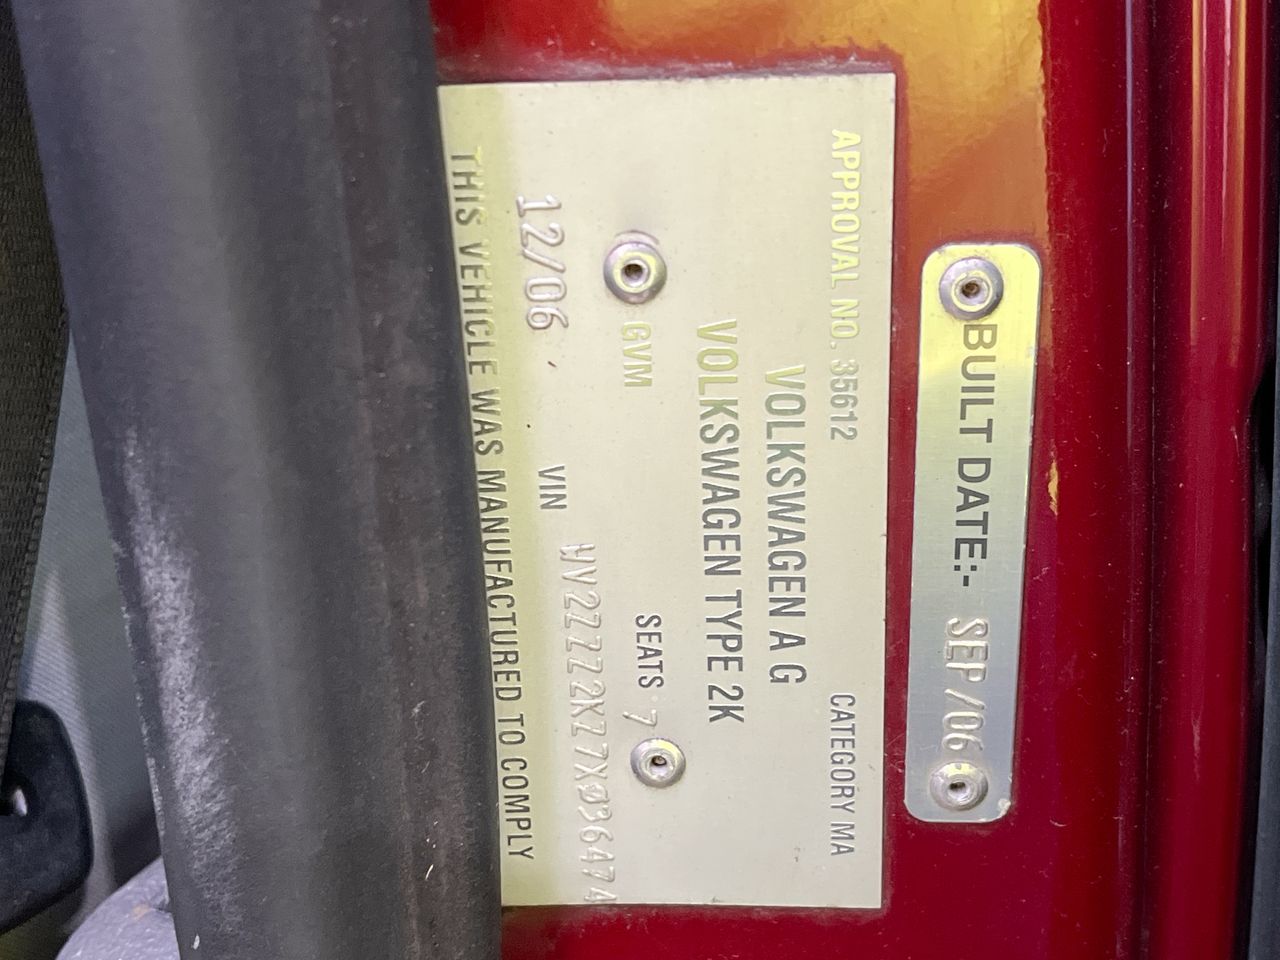 BUILT DATE:- SEP/06
APPROVAL NO. 35612 CATEGORY MA
VOLKSWAGEN A G
VOLKSWAGEN TYPE 2K
GVM SEATS 7
12/06 VIN WV2ZZZ2KZ7X036474
THIS VEHICLE WAS MANUFACTURED TO COMPLY